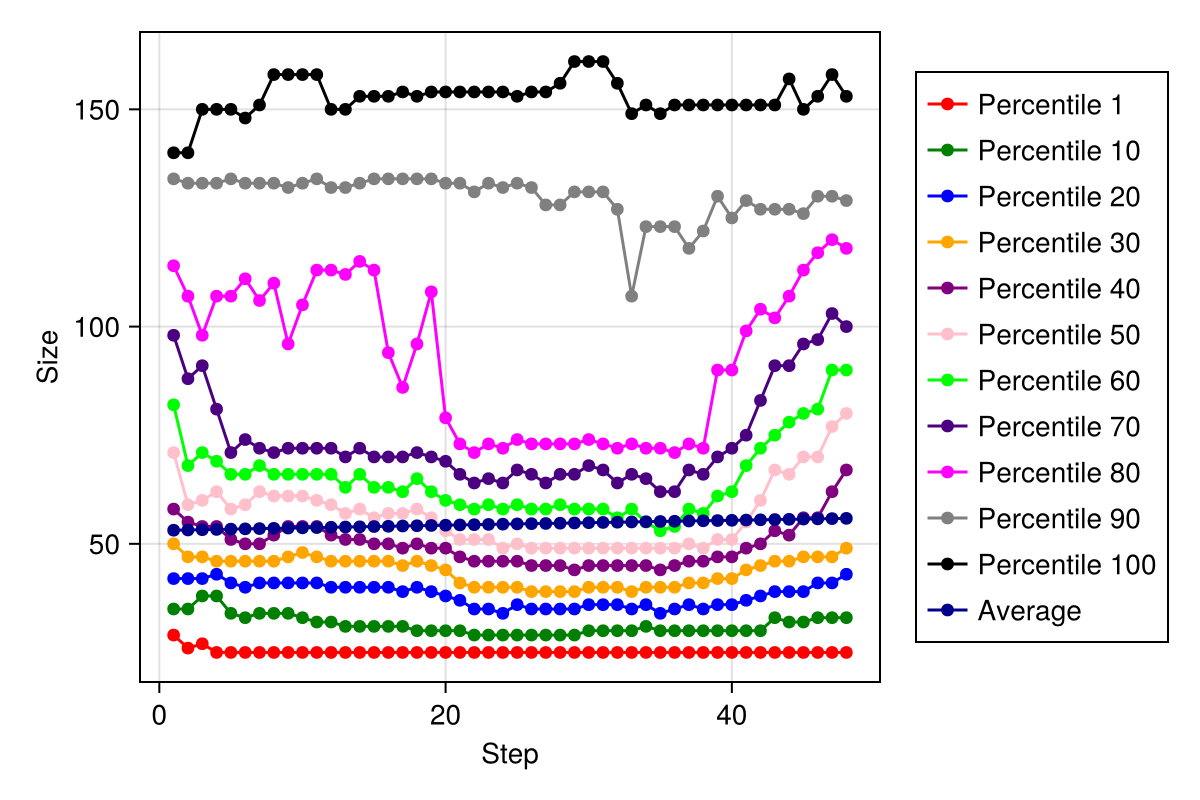 150
100
50
0
20
40
Size
Step
Percentile 1
Percentile 10
Percentile 20
Percentile 30
Percentile 40
Percentile 50
Percentile 60
Percentile 70
Percentile 80
Percentile 90
Percentile 100
Average